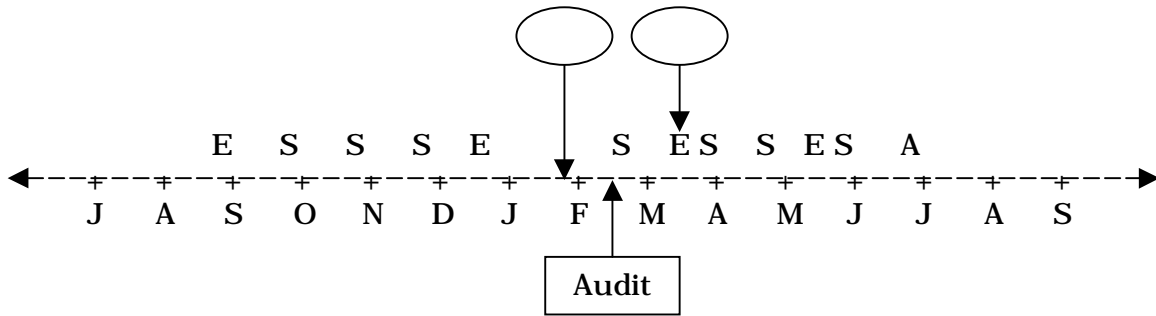 E S S S E S E S S E S A
J A S O N D J F M A M J J A S
Audit